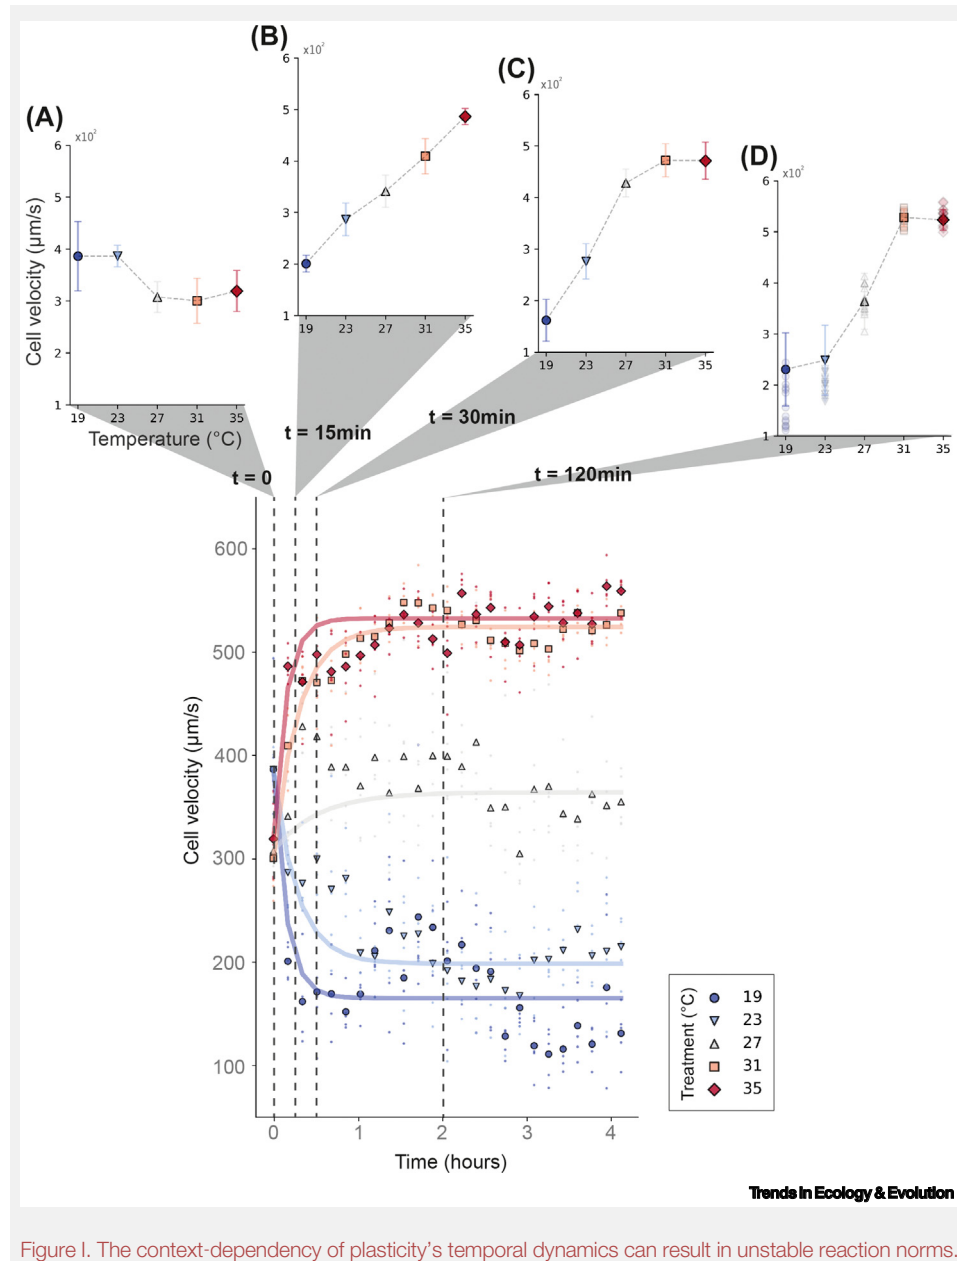 (A)
x10²
6
5
4
3
2
1
19 23 27 31 35
Cell velocity (μm/s)
Temperature (°C)
(B)
x10²
6
5
4
3
2
1
19 23 27 31 35
(C)
x10³
6
5
4
3
2
1
19 23 27 31 35
(D)
x10²
6
5
4
3
2
1
19 23 27 31 35
t = 0
t = 15min
t = 30min
t = 120min
600
500
400
300
200
100
Cell velocity (μm/s)
0 1 2 3 4
Time (hours)
Treatment (°C)
19
23
27
31
35
Trends in Ecology & Evolution
Figure I. The context-dependency of plasticity's temporal dynamics can result in unstable reaction norms.